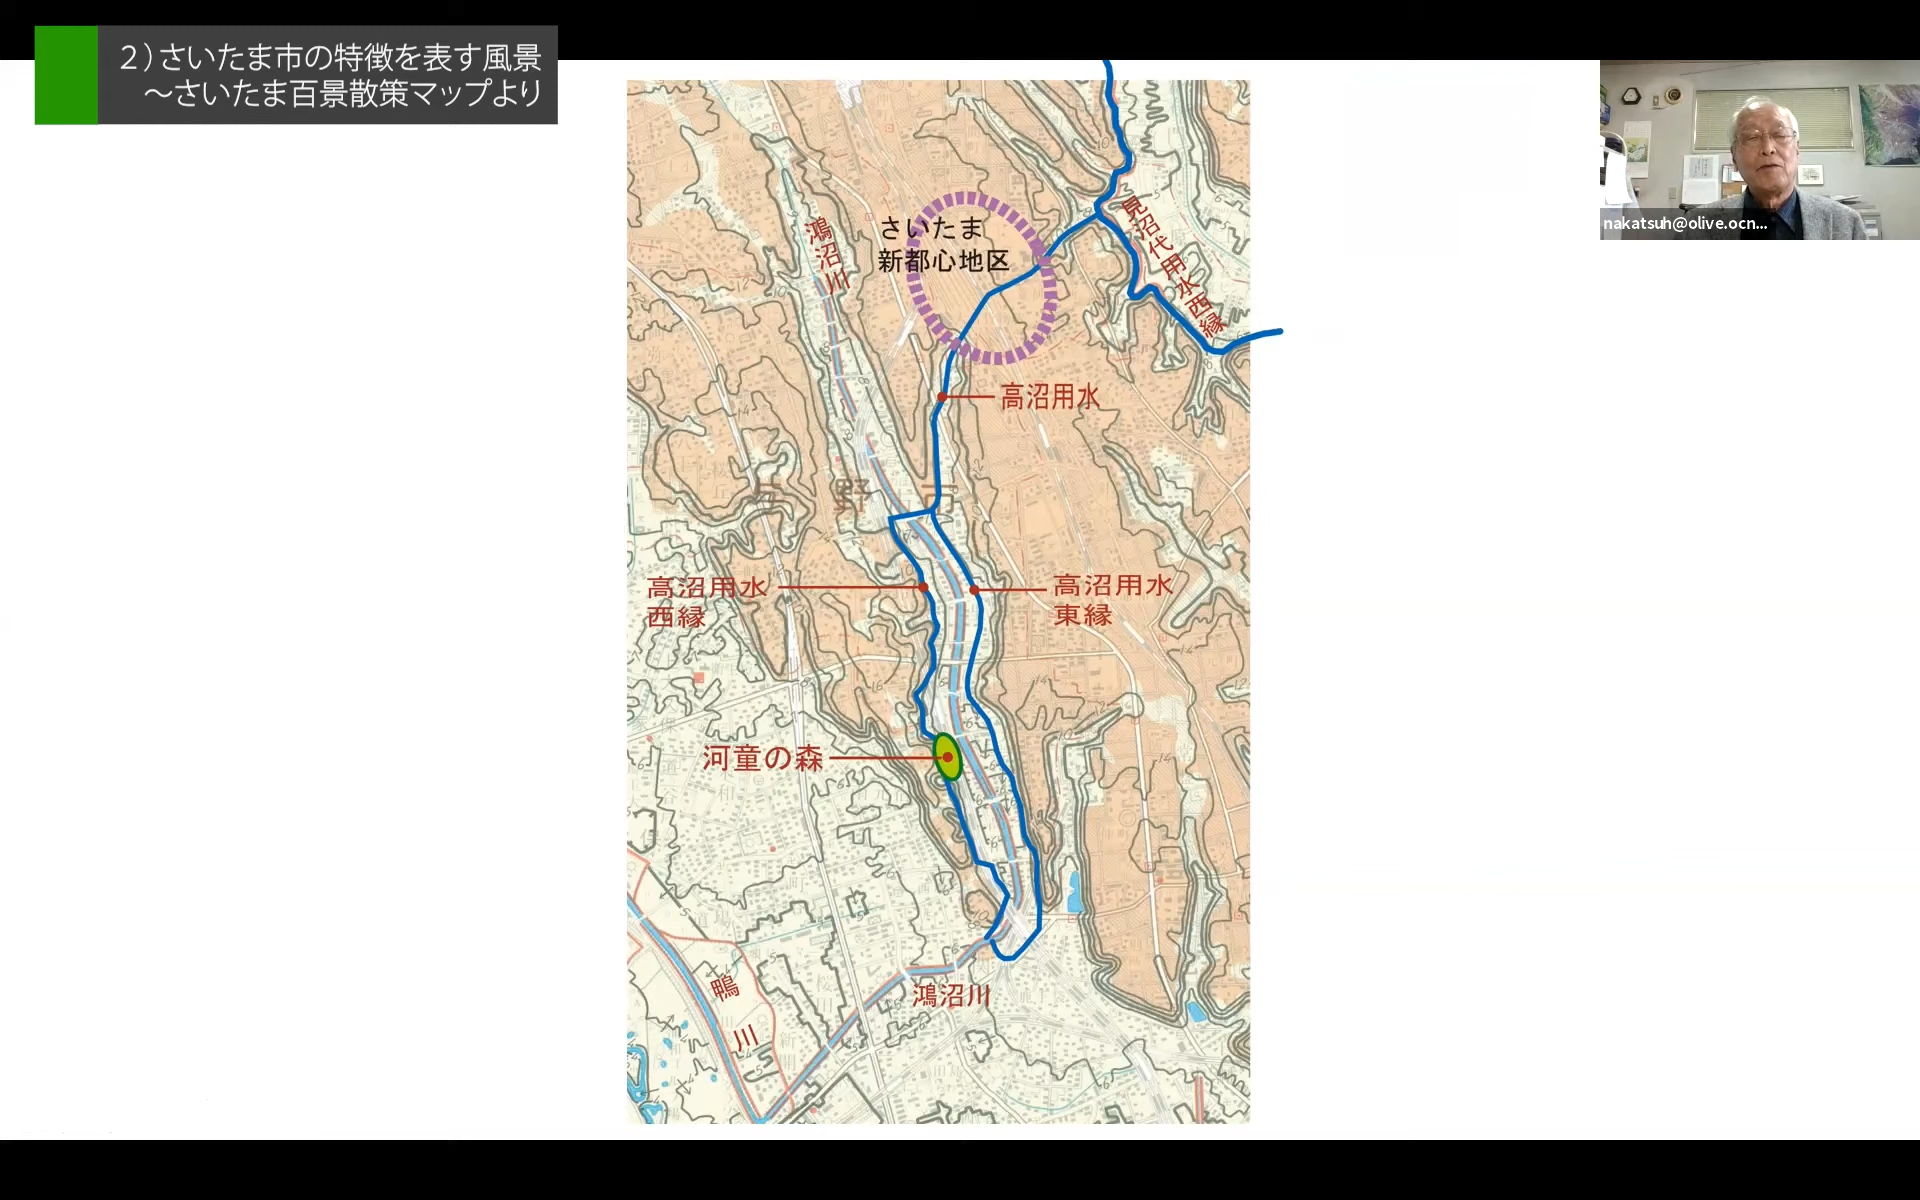 2）さいたま市の特徴を表す風景
～さいたま百景散策マップより
nakatsuh@olive.ocn...
鴻沼川
さいたま
新都心地区
見沼代用水西縁
高沼用水
野
高沼用水
西縁
高沼用水
東縁
河童の森
鴻沼川
鴨川